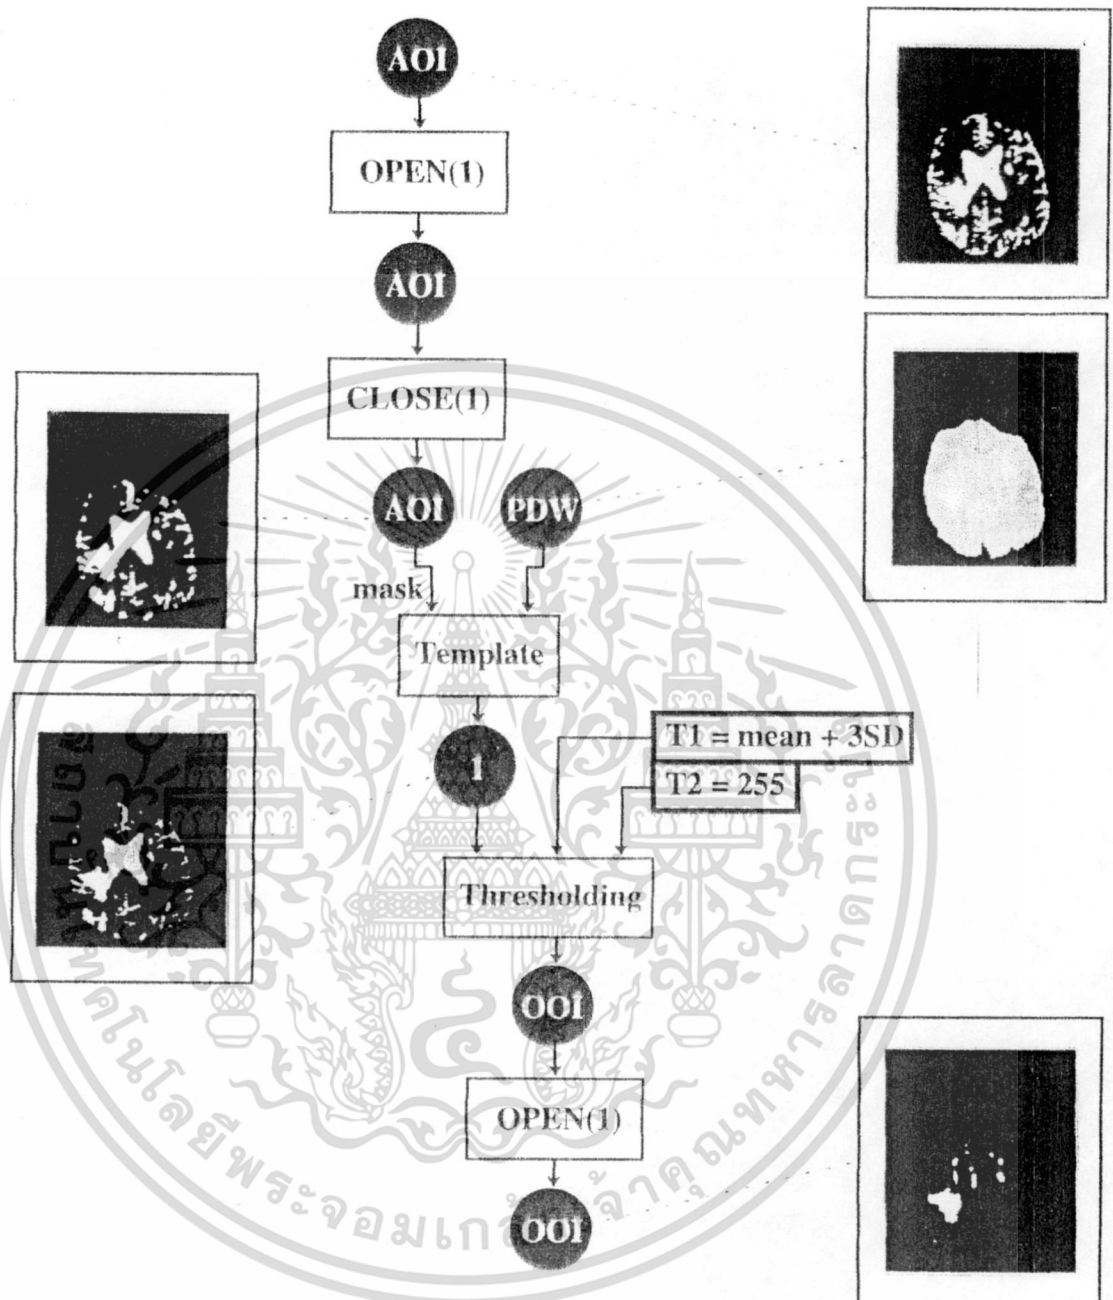 AOI
OPEN(1)
AOI
CLOSE(1)
AOI
PDW
mask
Template
1
T1 = mean + 3SD
T2 = 255
Thresholding
OOI
OPEN(1)
OOI